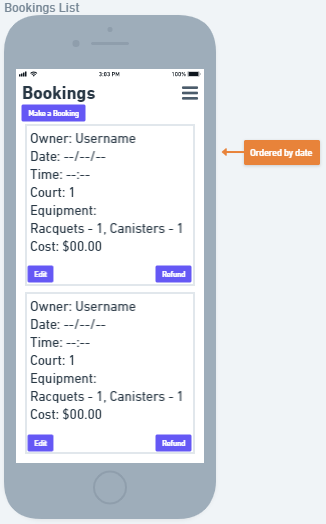 Bookings List
3:03 PM
100%
Bookings
Make a Booking
Owner: Username
Date: --/--/--
Time: --:--
Court: 1
Equipment:
Racquets - 1, Canisters - 1
Cost: $00.00
Edit
Refund
Owner: Username
Date: --/--/--
Time: --:--
Court: 1
Equipment:
Racquets - 1, Canisters - 1
Cost: $00.00
Edit
Refund
Ordered by date